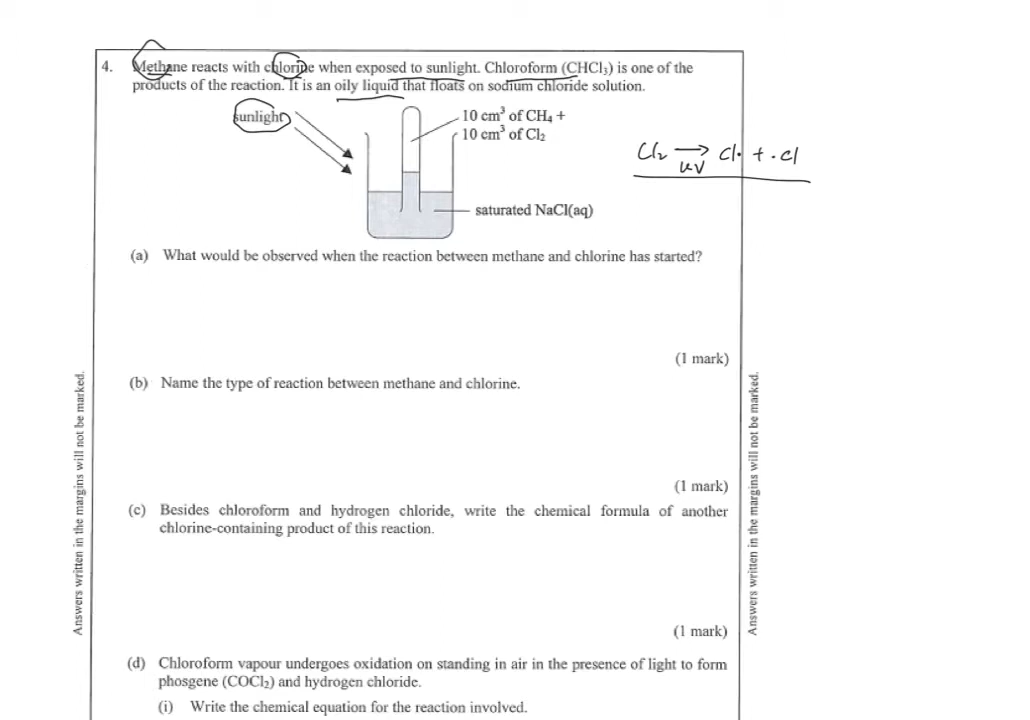 4. Methane reacts with chlorine when exposed to sunlight. Chloroform (CHCl₃) is one of the
products of the reaction. It is an oily liquid that floats on sodium chloride solution.
sunlight
10 cm³ of CH₄ +
10 cm³ of Cl₂
Cl₂ → Cl· + ·Cl
uv
saturated NaCl(aq)
(a) What would be observed when the reaction between methane and chlorine has started?
(1 mark)
(b) Name the type of reaction between methane and chlorine.
(1 mark)
(c) Besides chloroform and hydrogen chloride, write the chemical formula of another
chlorine-containing product of this reaction.
(1 mark)
(d) Chloroform vapour undergoes oxidation on standing in air in the presence of light to form
phosgene (COCl₂) and hydrogen chloride.
(i) Write the chemical equation for the reaction involved.
Answers written in the margins will not be marked.
Answers written in the margins will not be marked.